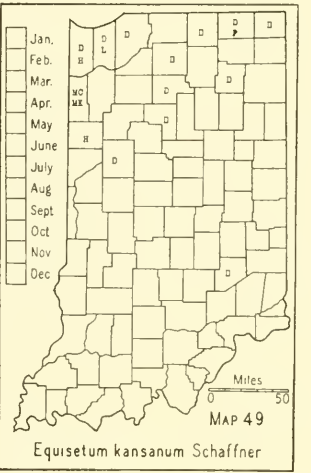 Jan.
Feb.
Mar.
Apr.
May
June
July
Aug
Sept
Oct
Nov
Dec
D
H
D
L
D
D
D
P
D
D
D
MC
MK
D
D
H
D
D
Miles
0 50
MAP 49
Equisetum kansanum Schaffner